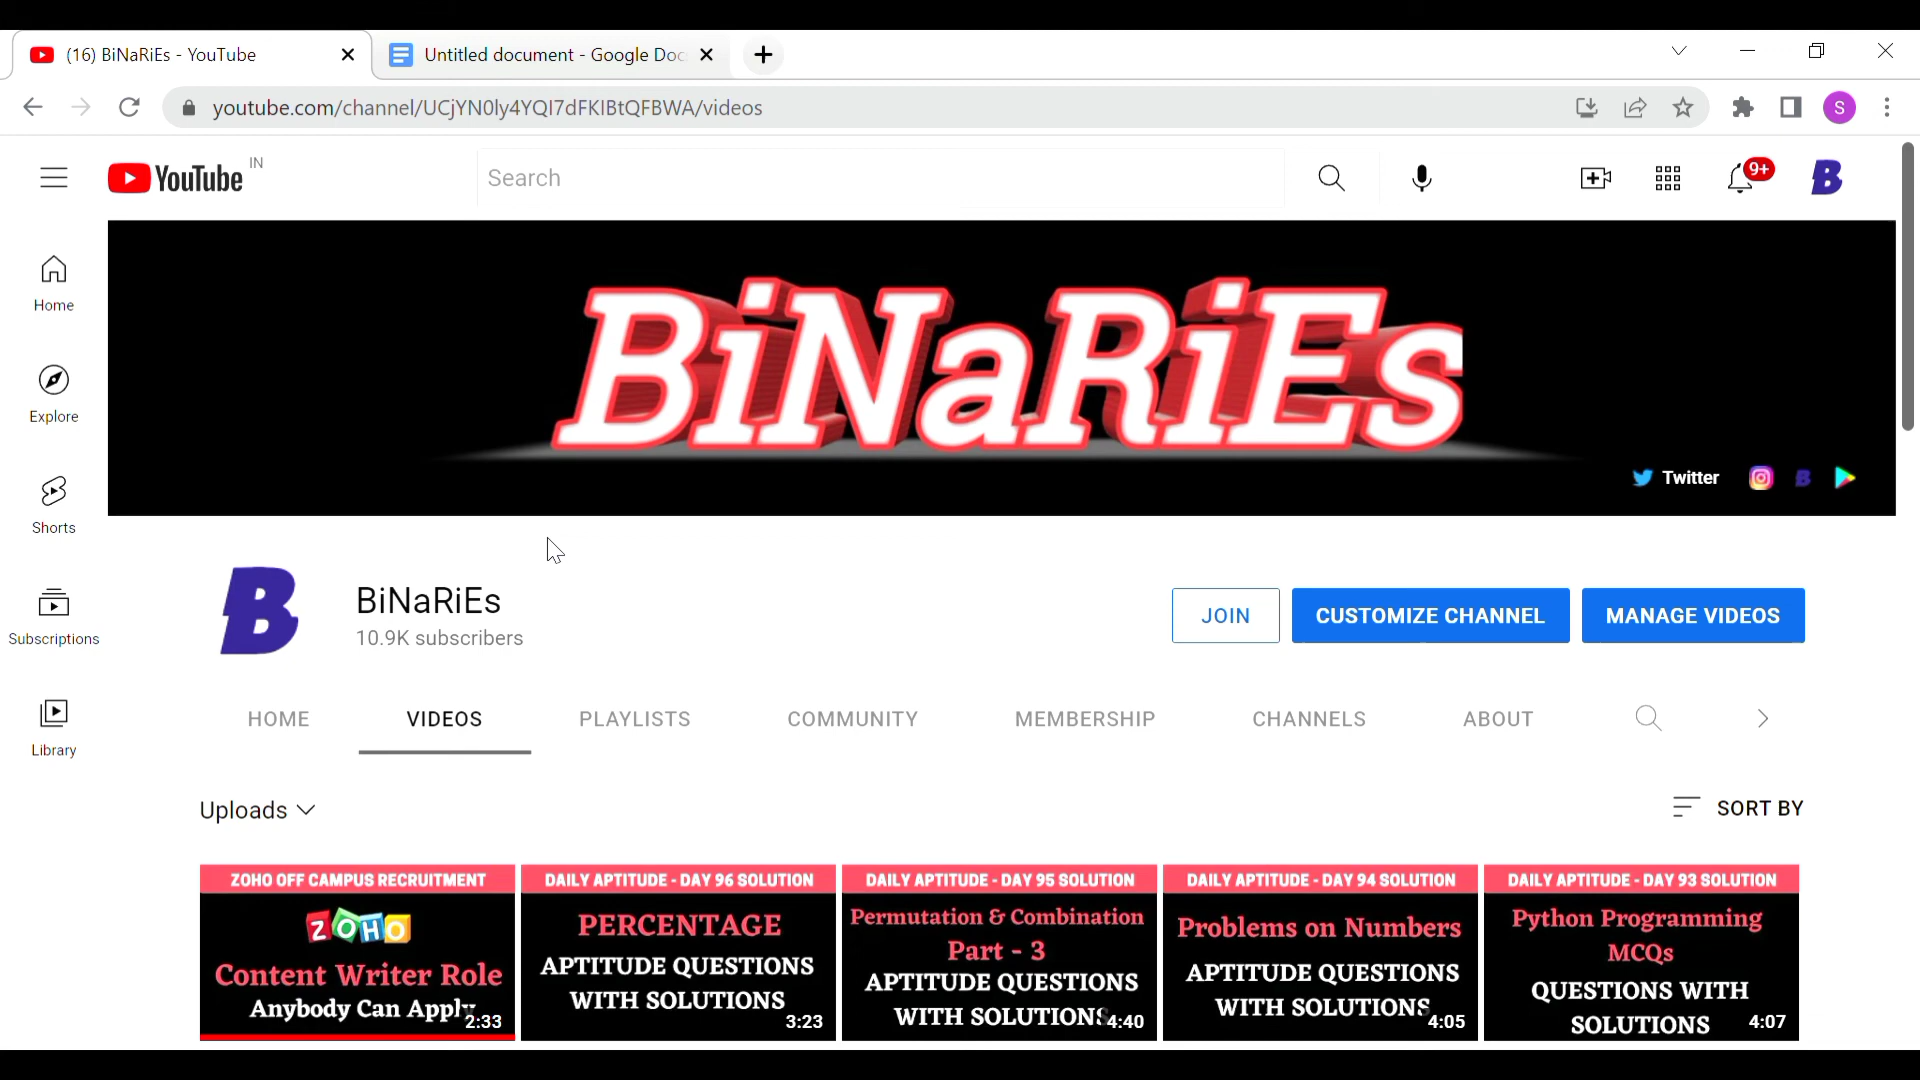 (16) BiNaRiEs - YouTube
Untitled document - Google Doc
youtube.com/channel/UCjYN0ly4YQI7dFKIBtQFBWA/videos
S
YouTube IN
Search
9+
B
Home
Explore
Shorts
Subscriptions
Library
BiNaRiEs
Twitter
B
B
BiNaRiEs
10.9K subscribers
JOIN
CUSTOMIZE CHANNEL
MANAGE VIDEOS
HOME
VIDEOS
PLAYLISTS
COMMUNITY
MEMBERSHIP
CHANNELS
ABOUT
Uploads
SORT BY
ZOHO OFF CAMPUS RECRUITMENT
ZOHO
Content Writer Role
Anybody Can Apply
2:33
DAILY APTITUDE - DAY 96 SOLUTION
PERCENTAGE
APTITUDE QUESTIONS
WITH SOLUTIONS
3:23
DAILY APTITUDE - DAY 95 SOLUTION
Permutation & Combination
Part - 3
APTITUDE QUESTIONS
WITH SOLUTIONS
4:40
DAILY APTITUDE - DAY 94 SOLUTION
Problems on Numbers
APTITUDE QUESTIONS
WITH SOLUTIONS
4:05
DAILY APTITUDE - DAY 93 SOLUTION
Python Programming
MCQs
QUESTIONS WITH
SOLUTIONS
4:07